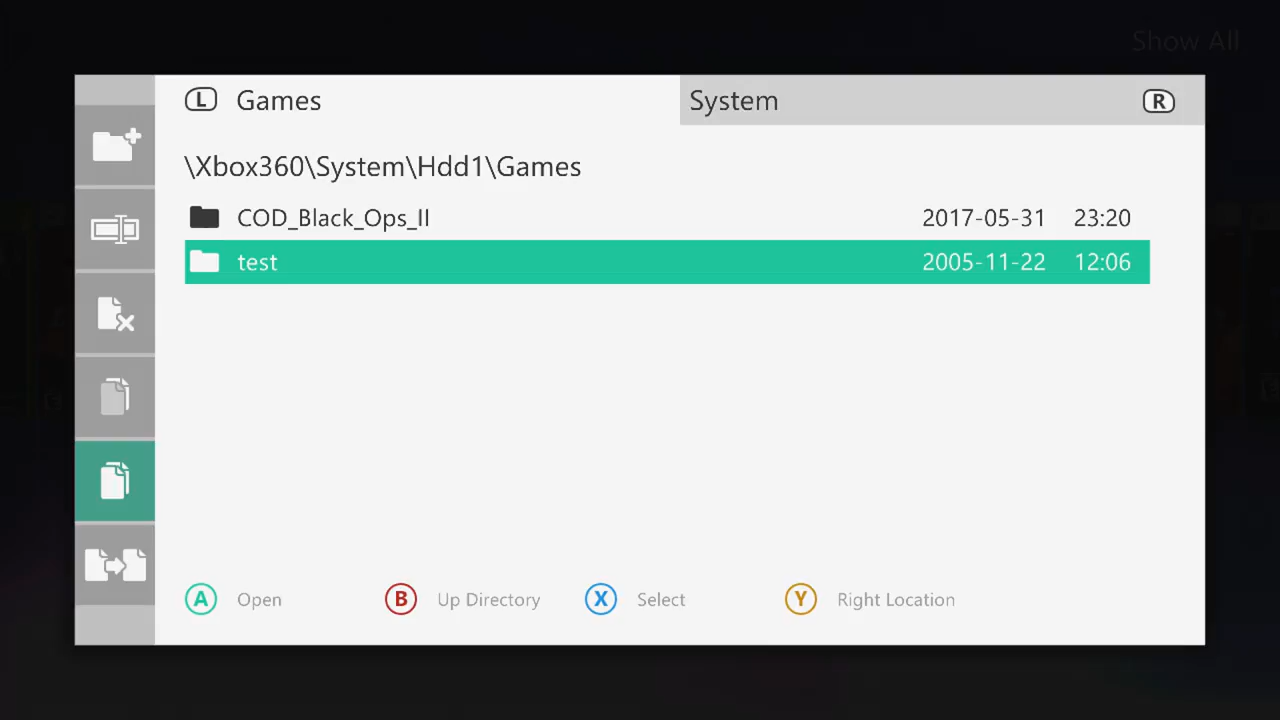 Show All
L Games
System R
\Xbox360\System\Hdd1\Games
COD_Black_Ops_II 2017-05-31 23:20
test 2005-11-22 12:06
A Open B Up Directory X Select Y Right Location